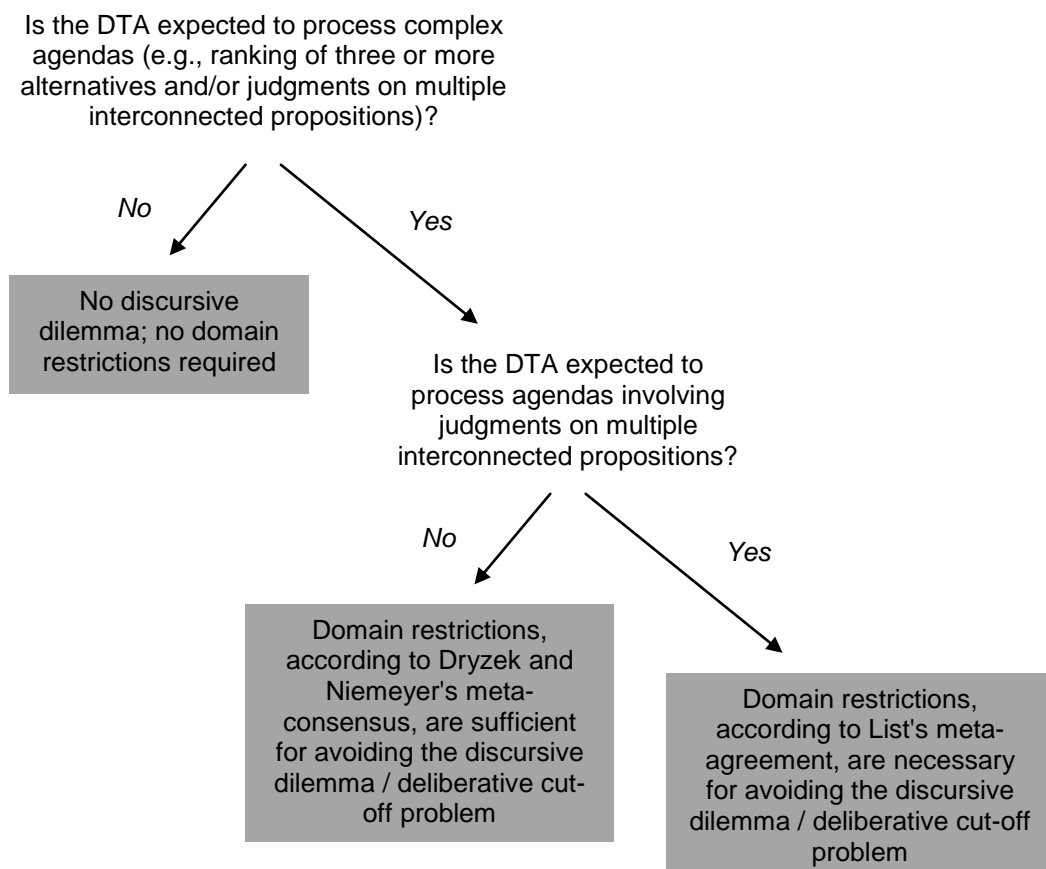 Is the DTA expected to process complex
agendas (e.g., ranking of three or more
alternatives and/or judgments on multiple
interconnected propositions)?
No
Yes
No discursive
dilemma; no domain
restrictions required
Is the DTA expected to
process agendas involving
judgments on multiple
interconnected propositions?
No
Yes
Domain restrictions,
according to Dryzek and
Niemeyer's meta-
consensus, are sufficient
for avoiding the discursive
dilemma / deliberative cut-
off problem
Domain restrictions,
according to List's meta-
agreement, are necessary
for avoiding the discursive
dilemma / deliberative cut-off
problem